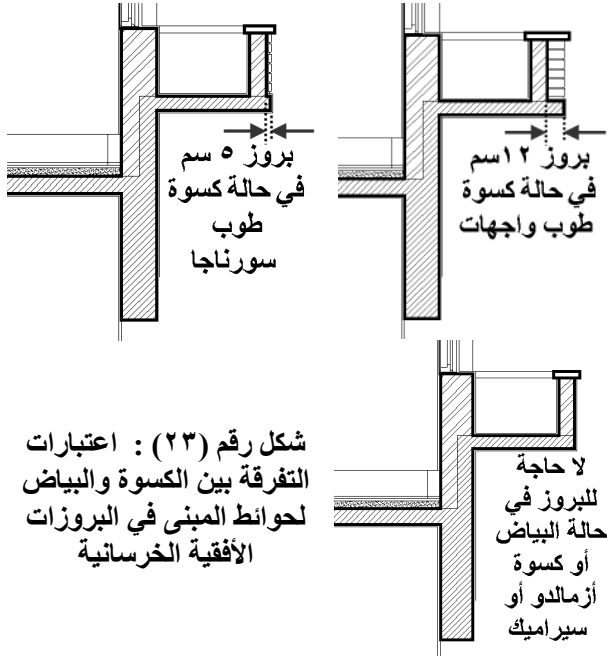 بروز ١٢سم
في حالة كسوة
طوب واجهات
بروز ٥ سم
في حالة كسوة
طوب
سورناجا
لا حاجة
للبروز في
حالة البياض
أو كسوة
أزمالدو أو
سيراميك
شكل رقم (٢٣) : اعتبارات
التفرقة بين الكسوة والبياض
لحوائط المبنى في البروزات
الأفقية الخرسانية